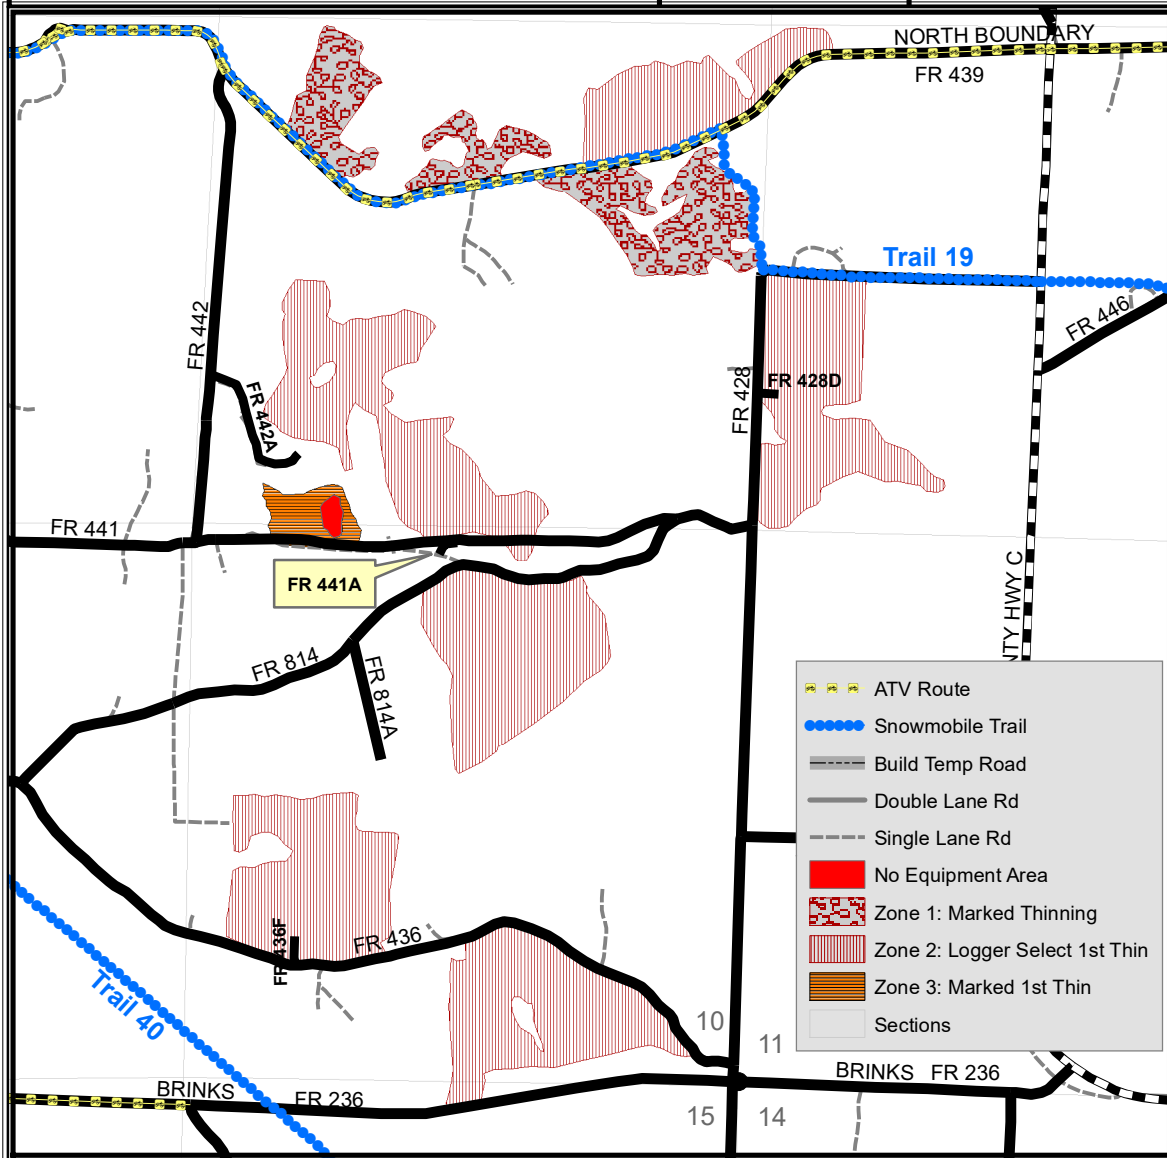 NORTH BOUNDARY
FR 439
Trail 19
FR 446
FR 442
FR 442A
FR 428
FR 428D
FR 441
FR 441A
NTY HWY C
FR 814
FR 814A
ATV Route
Snowmobile Trail
Build Temp Road
Double Lane Rd
Single Lane Rd
No Equipment Area
Zone 1: Marked Thinning
Zone 2: Logger Select 1st Thin
Zone 3: Marked 1st Thin
Sections
FR 436F
FR 436
Trail 40
10
11
BRINKS
FR 236
BRINKS FR 236
15
14